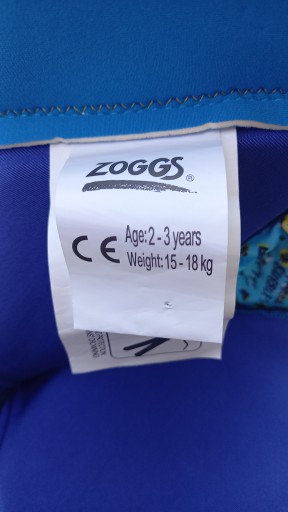 ZOGGS®
CE Age: 2 - 3 years
Weight: 15 - 18 kg